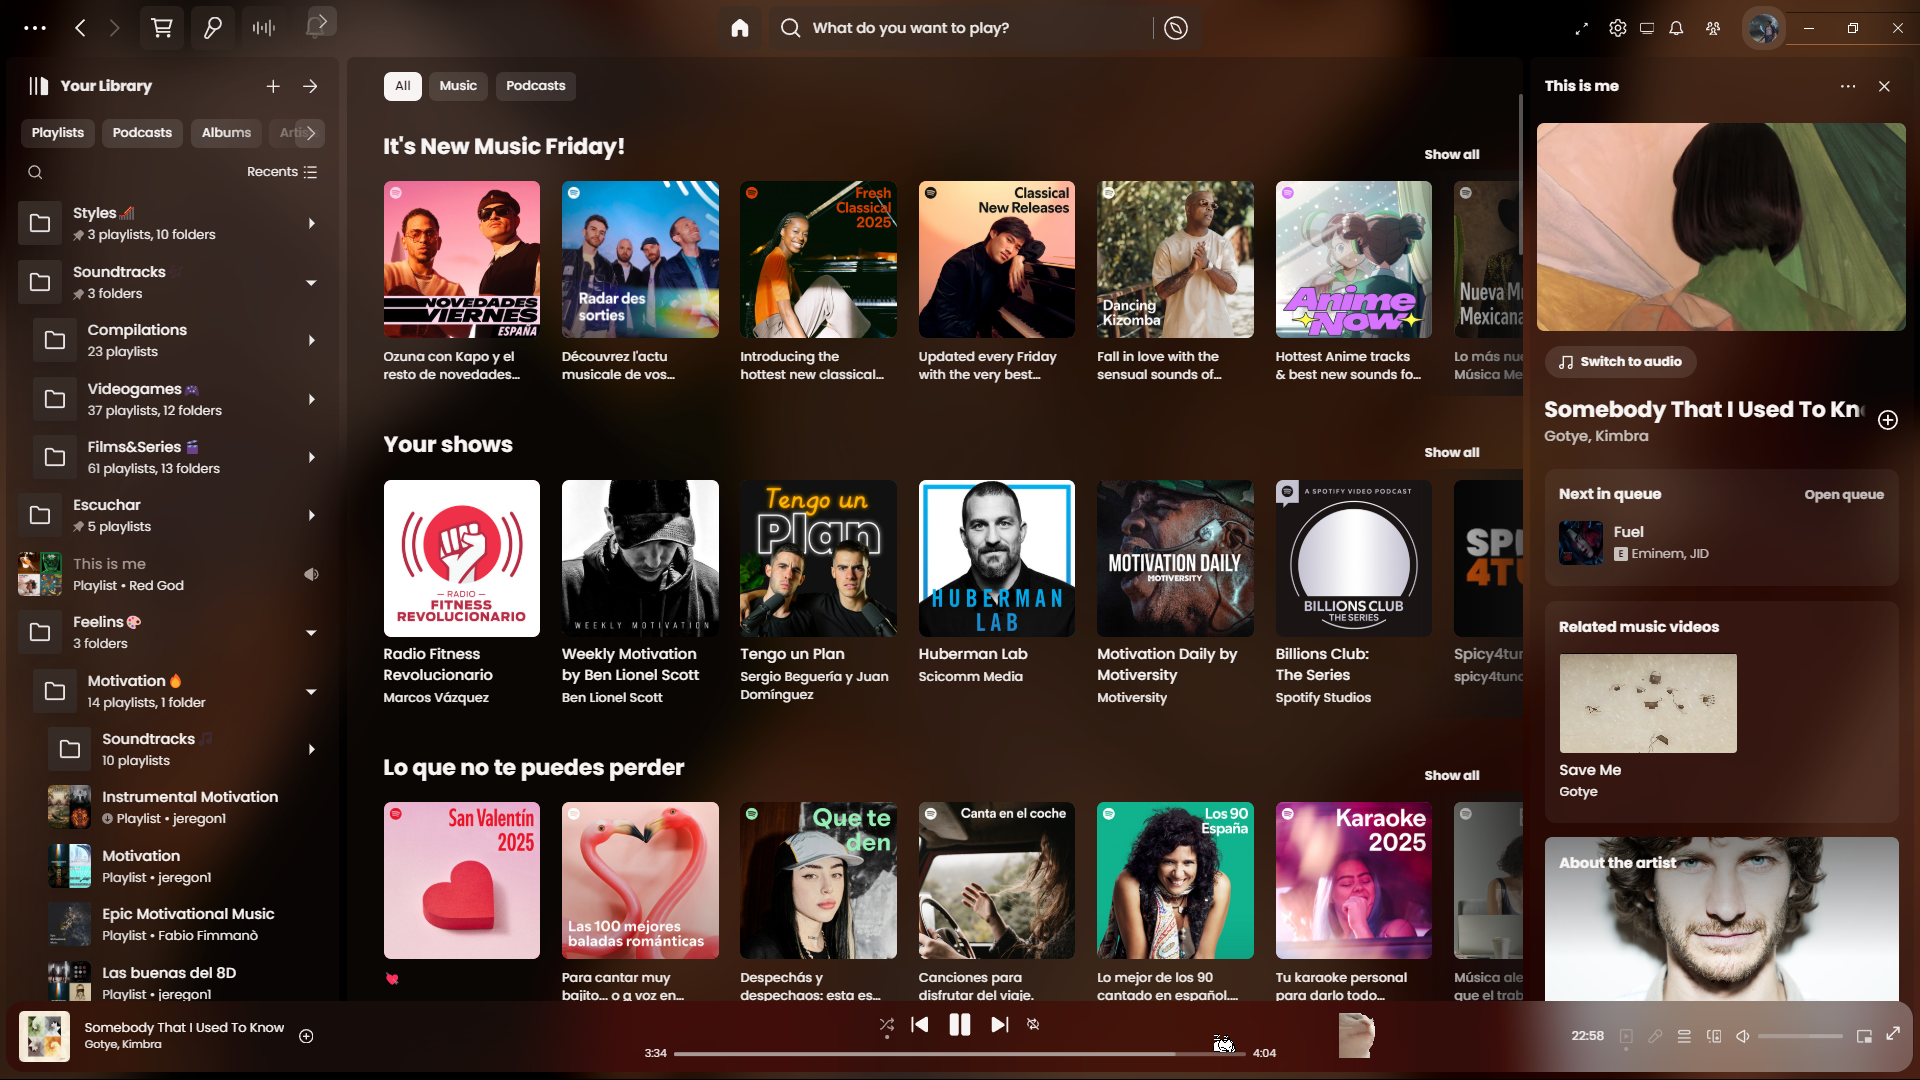 What do you want to play?
Your Library
Playlists
Podcasts
Albums
Recents
Styles
3 playlists, 10 folders
Soundtracks
3 folders
Compilations
23 playlists
Videogames
37 playlists, 12 folders
Films&Series
61 playlists, 13 folders
Escuchar
5 playlists
This is me
Playlist • Red God
Feelins
3 folders
Motivation
14 playlists, 1 folder
Soundtracks
10 playlists
Instrumental Motivation
Playlist • jeregon1
Motivation
Playlist • jeregon1
Epic Motivational Music
Playlist • Fabio Fimmanò
Las buenas del 8D
Playlist • jeregon1
All
Music
Podcasts
It's New Music Friday!
Show all
NOVEDADES
VIERNES
ESPAÑA
Radar des
sorties
Fresh
Classical
2025
Classical
New Releases
Dancing
Kizomba
Anime
Now
Nueva
Mexicana
Ozuna con Kapo y el
resto de novedades...
Découvrez l'actu
musicale de vos...
Introducing the
hottest new classical...
Updated every Friday
with the very best...
Fall in love with the
sensual sounds of...
Hottest Anime tracks
& best new sounds fo...
Lo más
Música
Your shows
Show all
RADIO
FITNESS
REVOLUCIONARIO
WEEKLY MOTIVATION
Tengo un
Plan
HUBERMAN
LAB
MOTIVATION DAILY
MOTIVERSITY
A SPOTIFY VIDEO PODCAST
BILLIONS CLUB
THE SERIES
Radio Fitness
Revolucionario
Marcos Vázquez
Weekly Motivation
by Ben Lionel Scott
Ben Lionel Scott
Tengo un Plan
Sergio Beguería y Juan
Domínguez
Huberman Lab
Scicomm Media
Motivation Daily by
Motiversity
Motiversity
Billions Club:
The Series
Spotify Studios
Lo que no te puedes perder
Show all
San Valentín
2025
Las 100 mejores
baladas románticas
Que te
den
Canta en el coche
Los 90
España
Karaoke
2025
Para cantar muy
bajito... o a voz en...
Despechás y
despechaos: esta es...
Canciones para
disfrutar del viaje.
Lo mejor de los 90
cantado en español....
Tu karaoke personal
para darlo todo...
Música
que el
This is me
Switch to audio
Somebody That I Used To
Gotye, Kimbra
Next in queue
Open queue
Fuel
E Eminem, JID
Related music videos
Save Me
Gotye
About the artist
Somebody That I Used To Know
Gotye, Kimbra
3:34
4:04
22:58